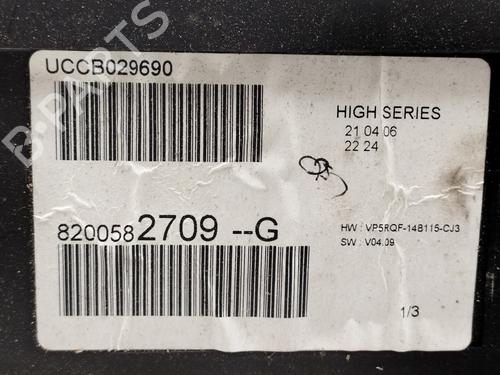 UCCB029690
HIGH SERIES
21 04 06
22 24
8200582709 --G
HW : VP5RQF-14B115-CJ3
SW : V04.09
1/3
B-PARTS